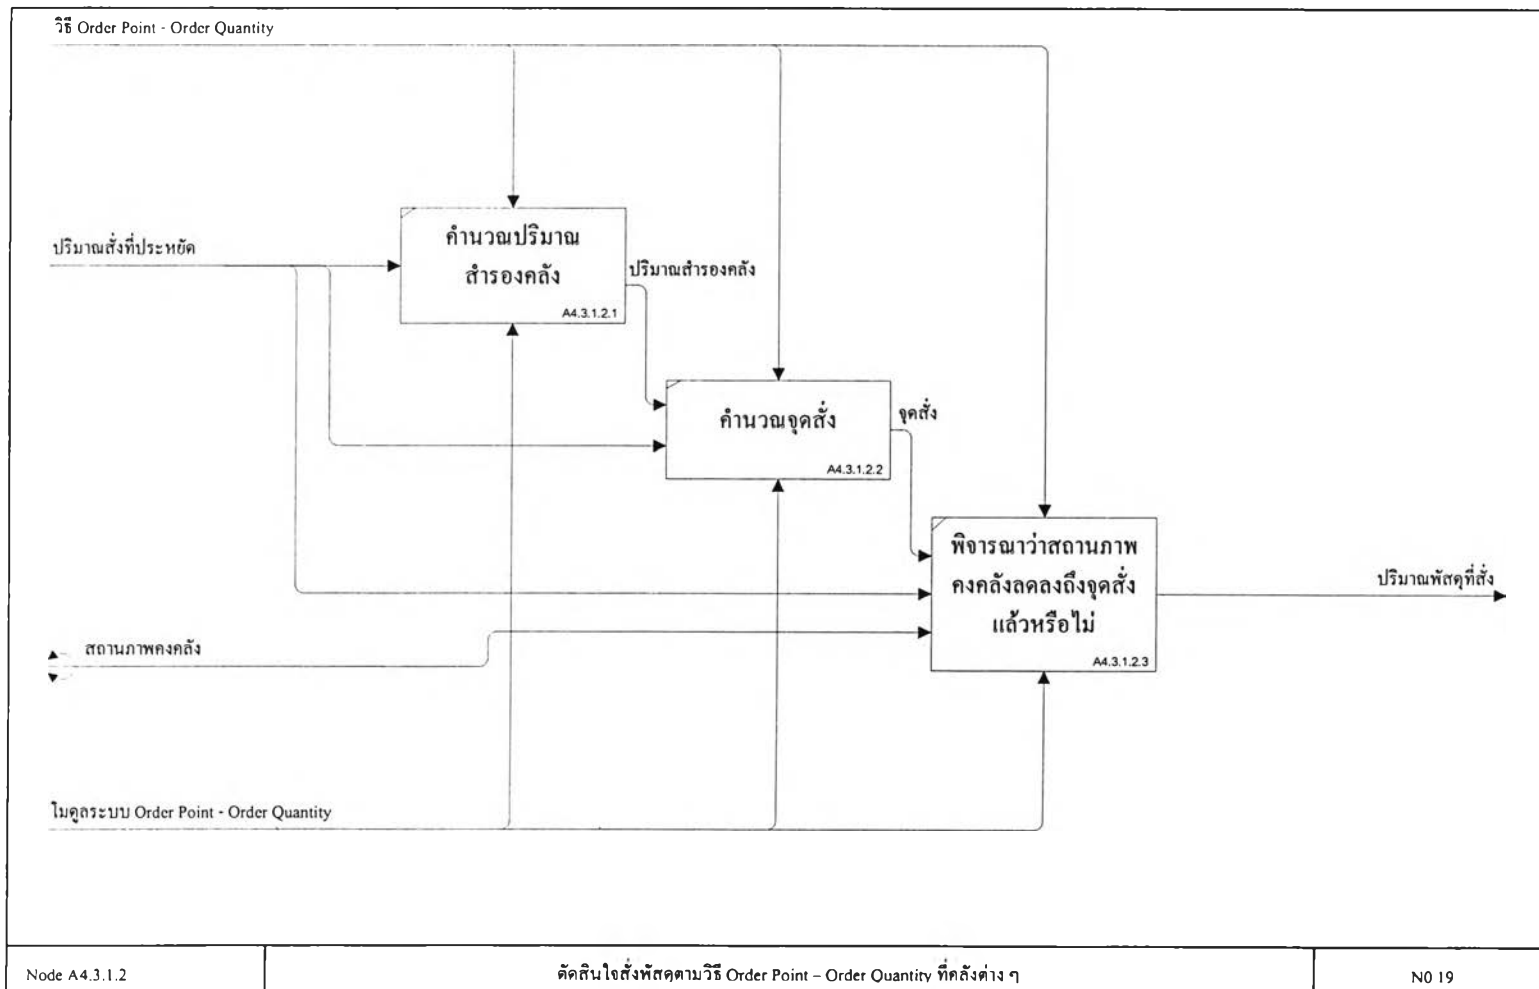 วิธี Order Point - Order Quantity
ปริมาณสั่งที่ประหยัด
คำนวณปริมาณ
สำรองคลัง
A4.3.1.2.1
ปริมาณสำรองคลัง
คำนวณจุดสั่ง
A4.3.1.2.2
จุดสั่ง
พิจารณาว่าสถานภาพ
คงคลังลดลงถึงจุดสั่ง
แล้วหรือไม่
A4.3.1.2.3
ปริมาณพัสดุที่สั่ง
สถานภาพคงคลัง
โมดูลระบบ Order Point - Order Quantity
Node A4.3.1.2
ตัดสินใจสั่งพัสดุตามวิธี Order Point – Order Quantity ที่คลังต่าง ๆ
N0 19